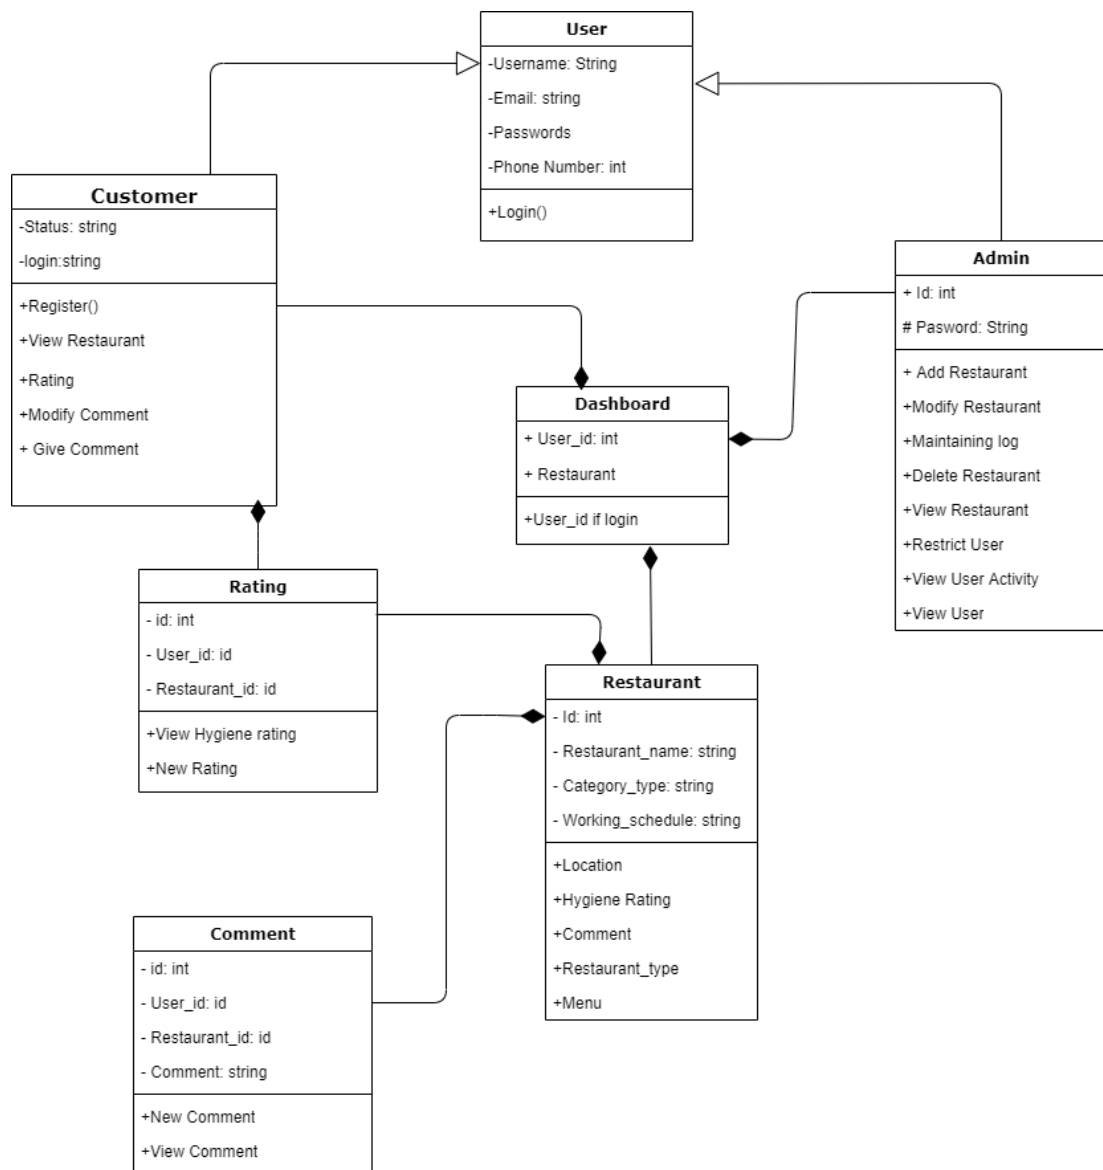 User
-Username: String
-Email: string
-Passwords
-Phone Number: int
+Login()
Customer
-Status: string
-login:string
+Register()
+View Restaurant
+Rating
+Modify Comment
+ Give Comment
Admin
+ Id: int
# Pasword: String
+ Add Restaurant
+Modify Restaurant
+Maintaining log
+Delete Restaurant
+View Restaurant
+Restrict User
+View User Activity
+View User
Dashboard
+ User_id: int
+ Restaurant
+User_id if login
Rating
- id: int
- User_id: id
- Restaurant_id: id
+View Hygiene rating
+New Rating
Restaurant
- Id: int
- Restaurant_name: string
- Category_type: string
- Working_schedule: string
+Location
+Hygiene Rating
+Comment
+Restaurant_type
+Menu
Comment
- id: int
- User_id: id
- Restaurant_id: id
- Comment: string
+New Comment
+View Comment